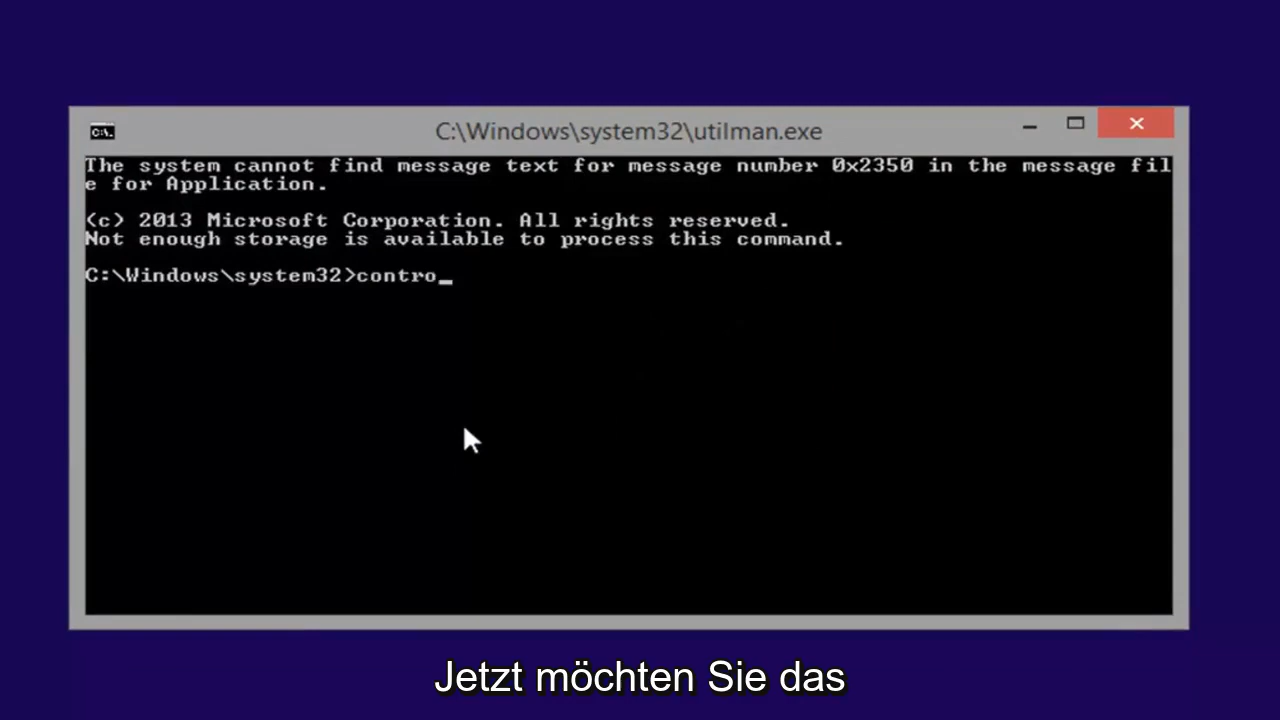 C:\Windows\system32\utilman.exe
The system cannot find message text for message number 0x2350 in the message fil
e for Application.
(c) 2013 Microsoft Corporation. All rights reserved.
Not enough storage is available to process this command.
C:\Windows\system32>contro_
Jetzt möchten Sie das